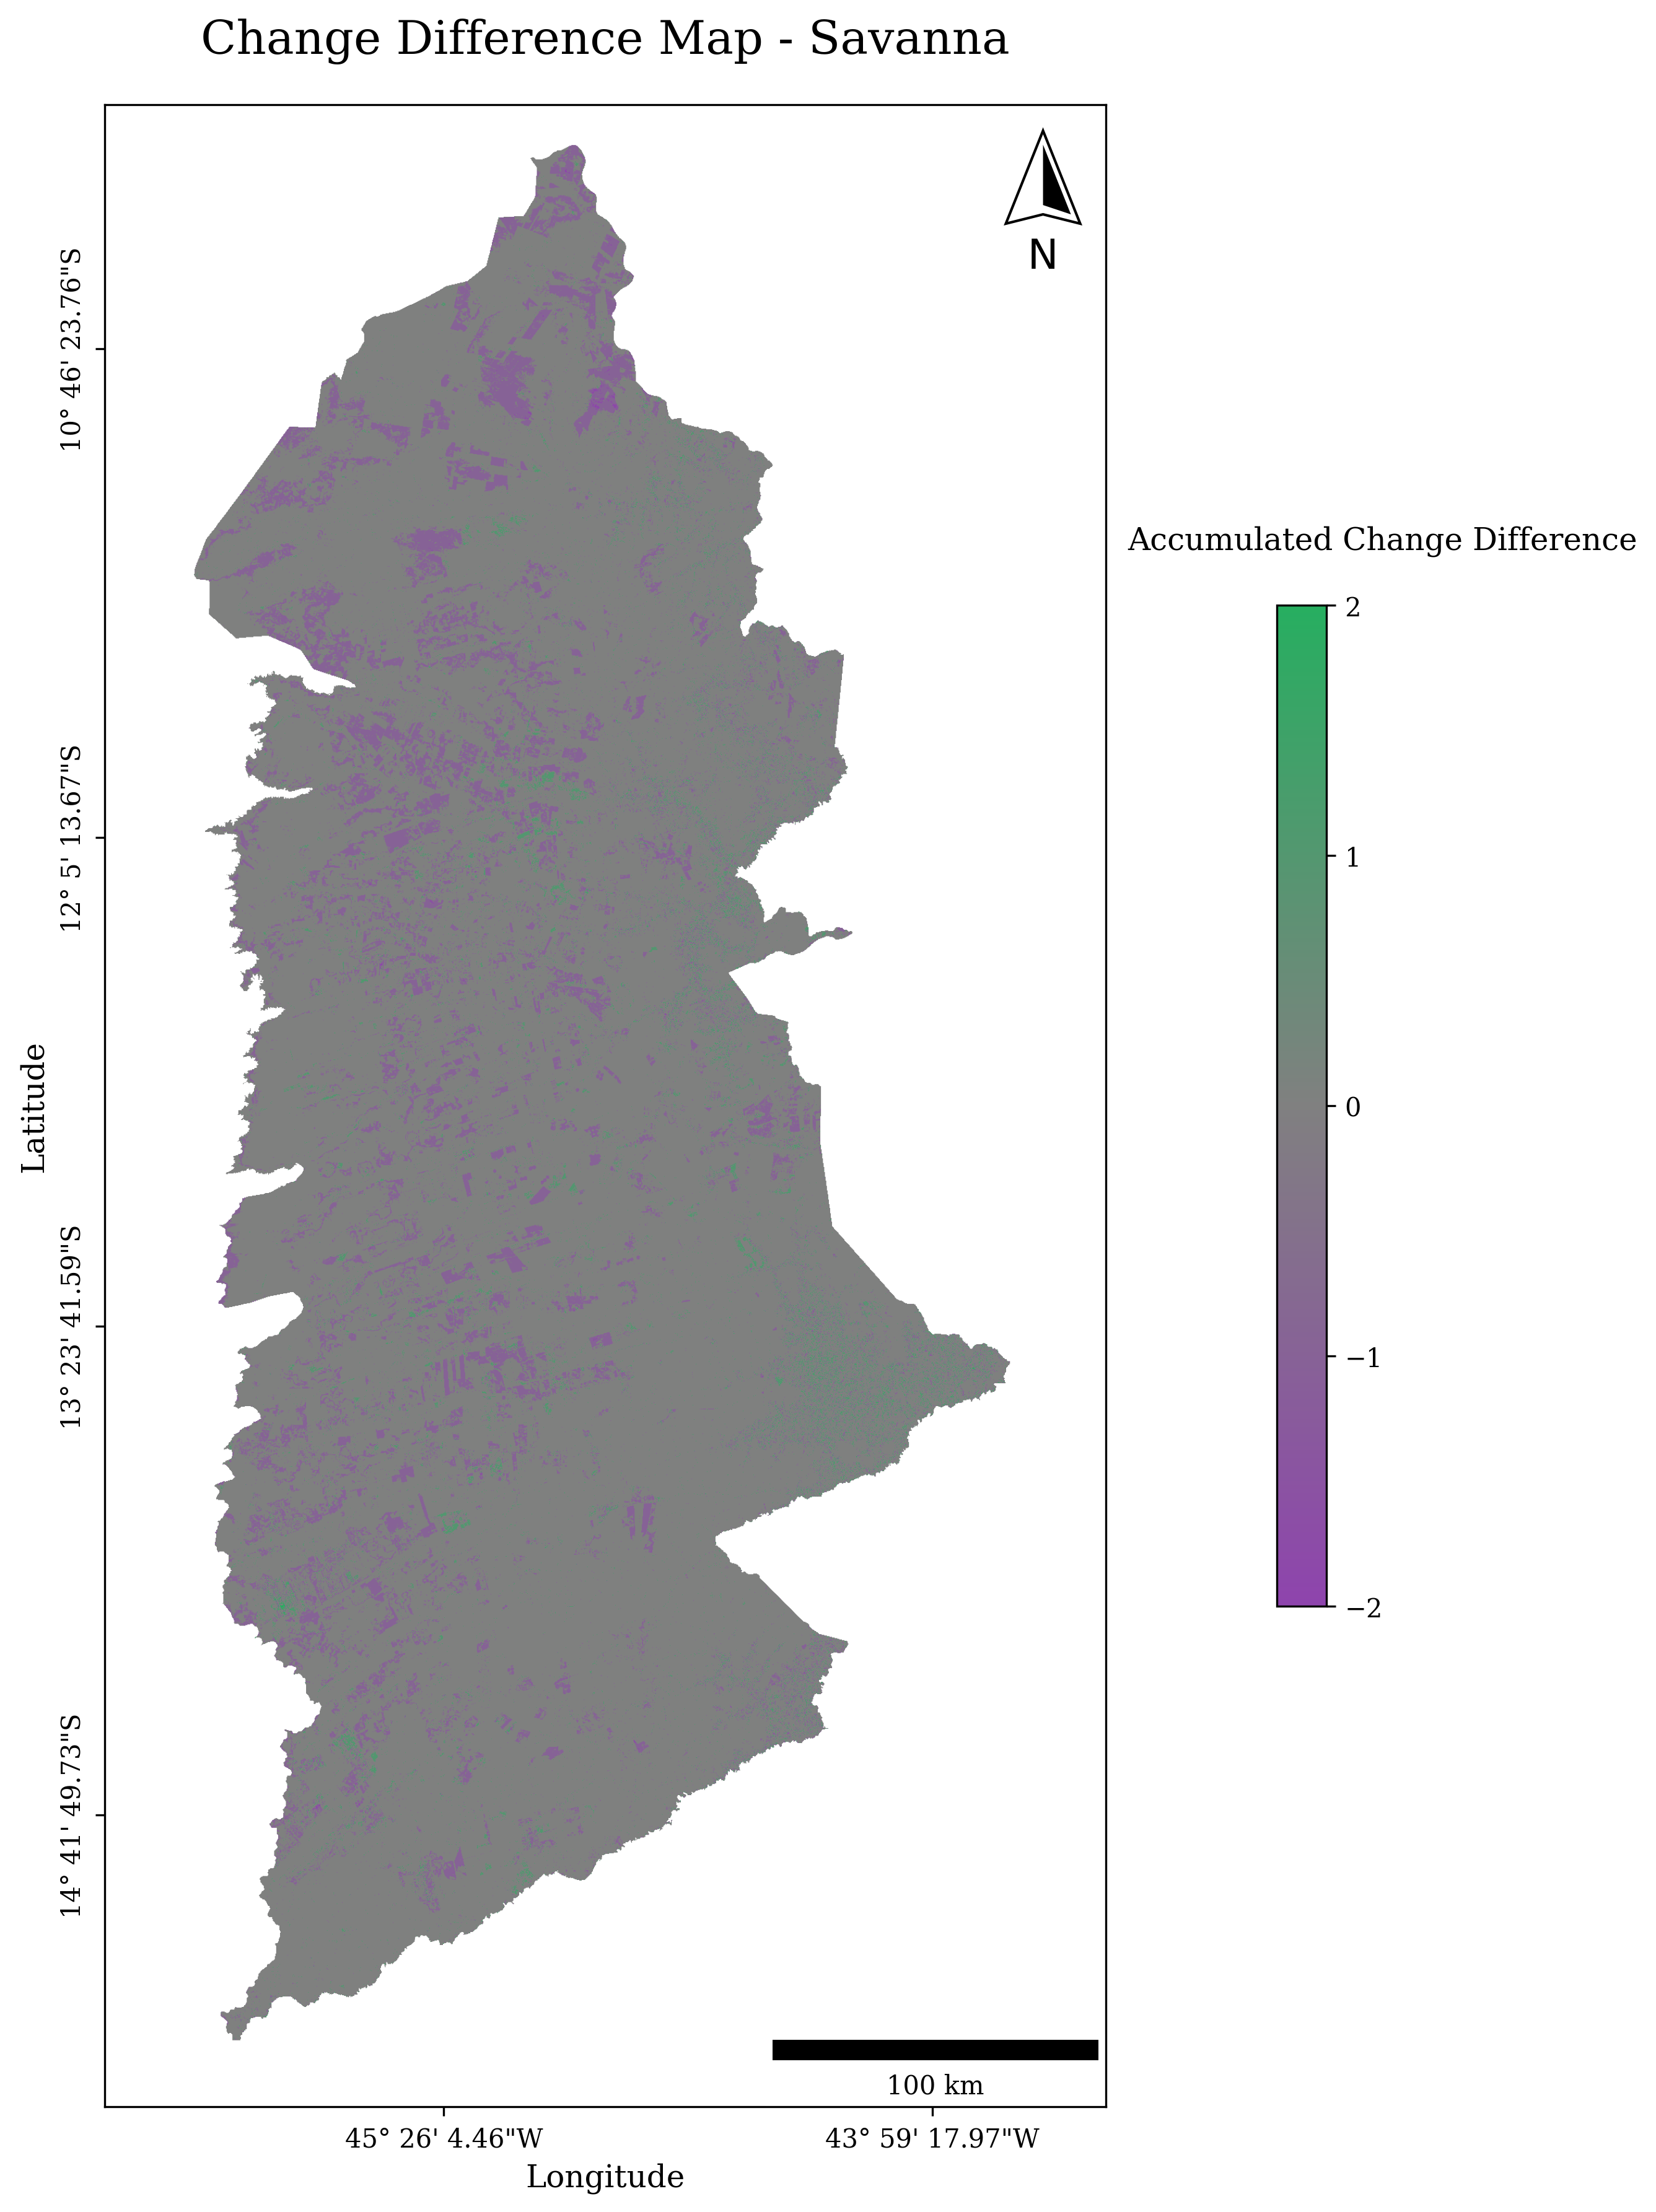 Change Difference Map - Savanna
N
10° 46' 23.76"S
12° 5' 13.67"S
13° 23' 41.59"S
14° 41' 49.73"S
Latitude
Accumulated Change Difference
2
1
0
−1
−2
100 km
45° 26' 4.46"W
43° 59' 17.97"W
Longitude